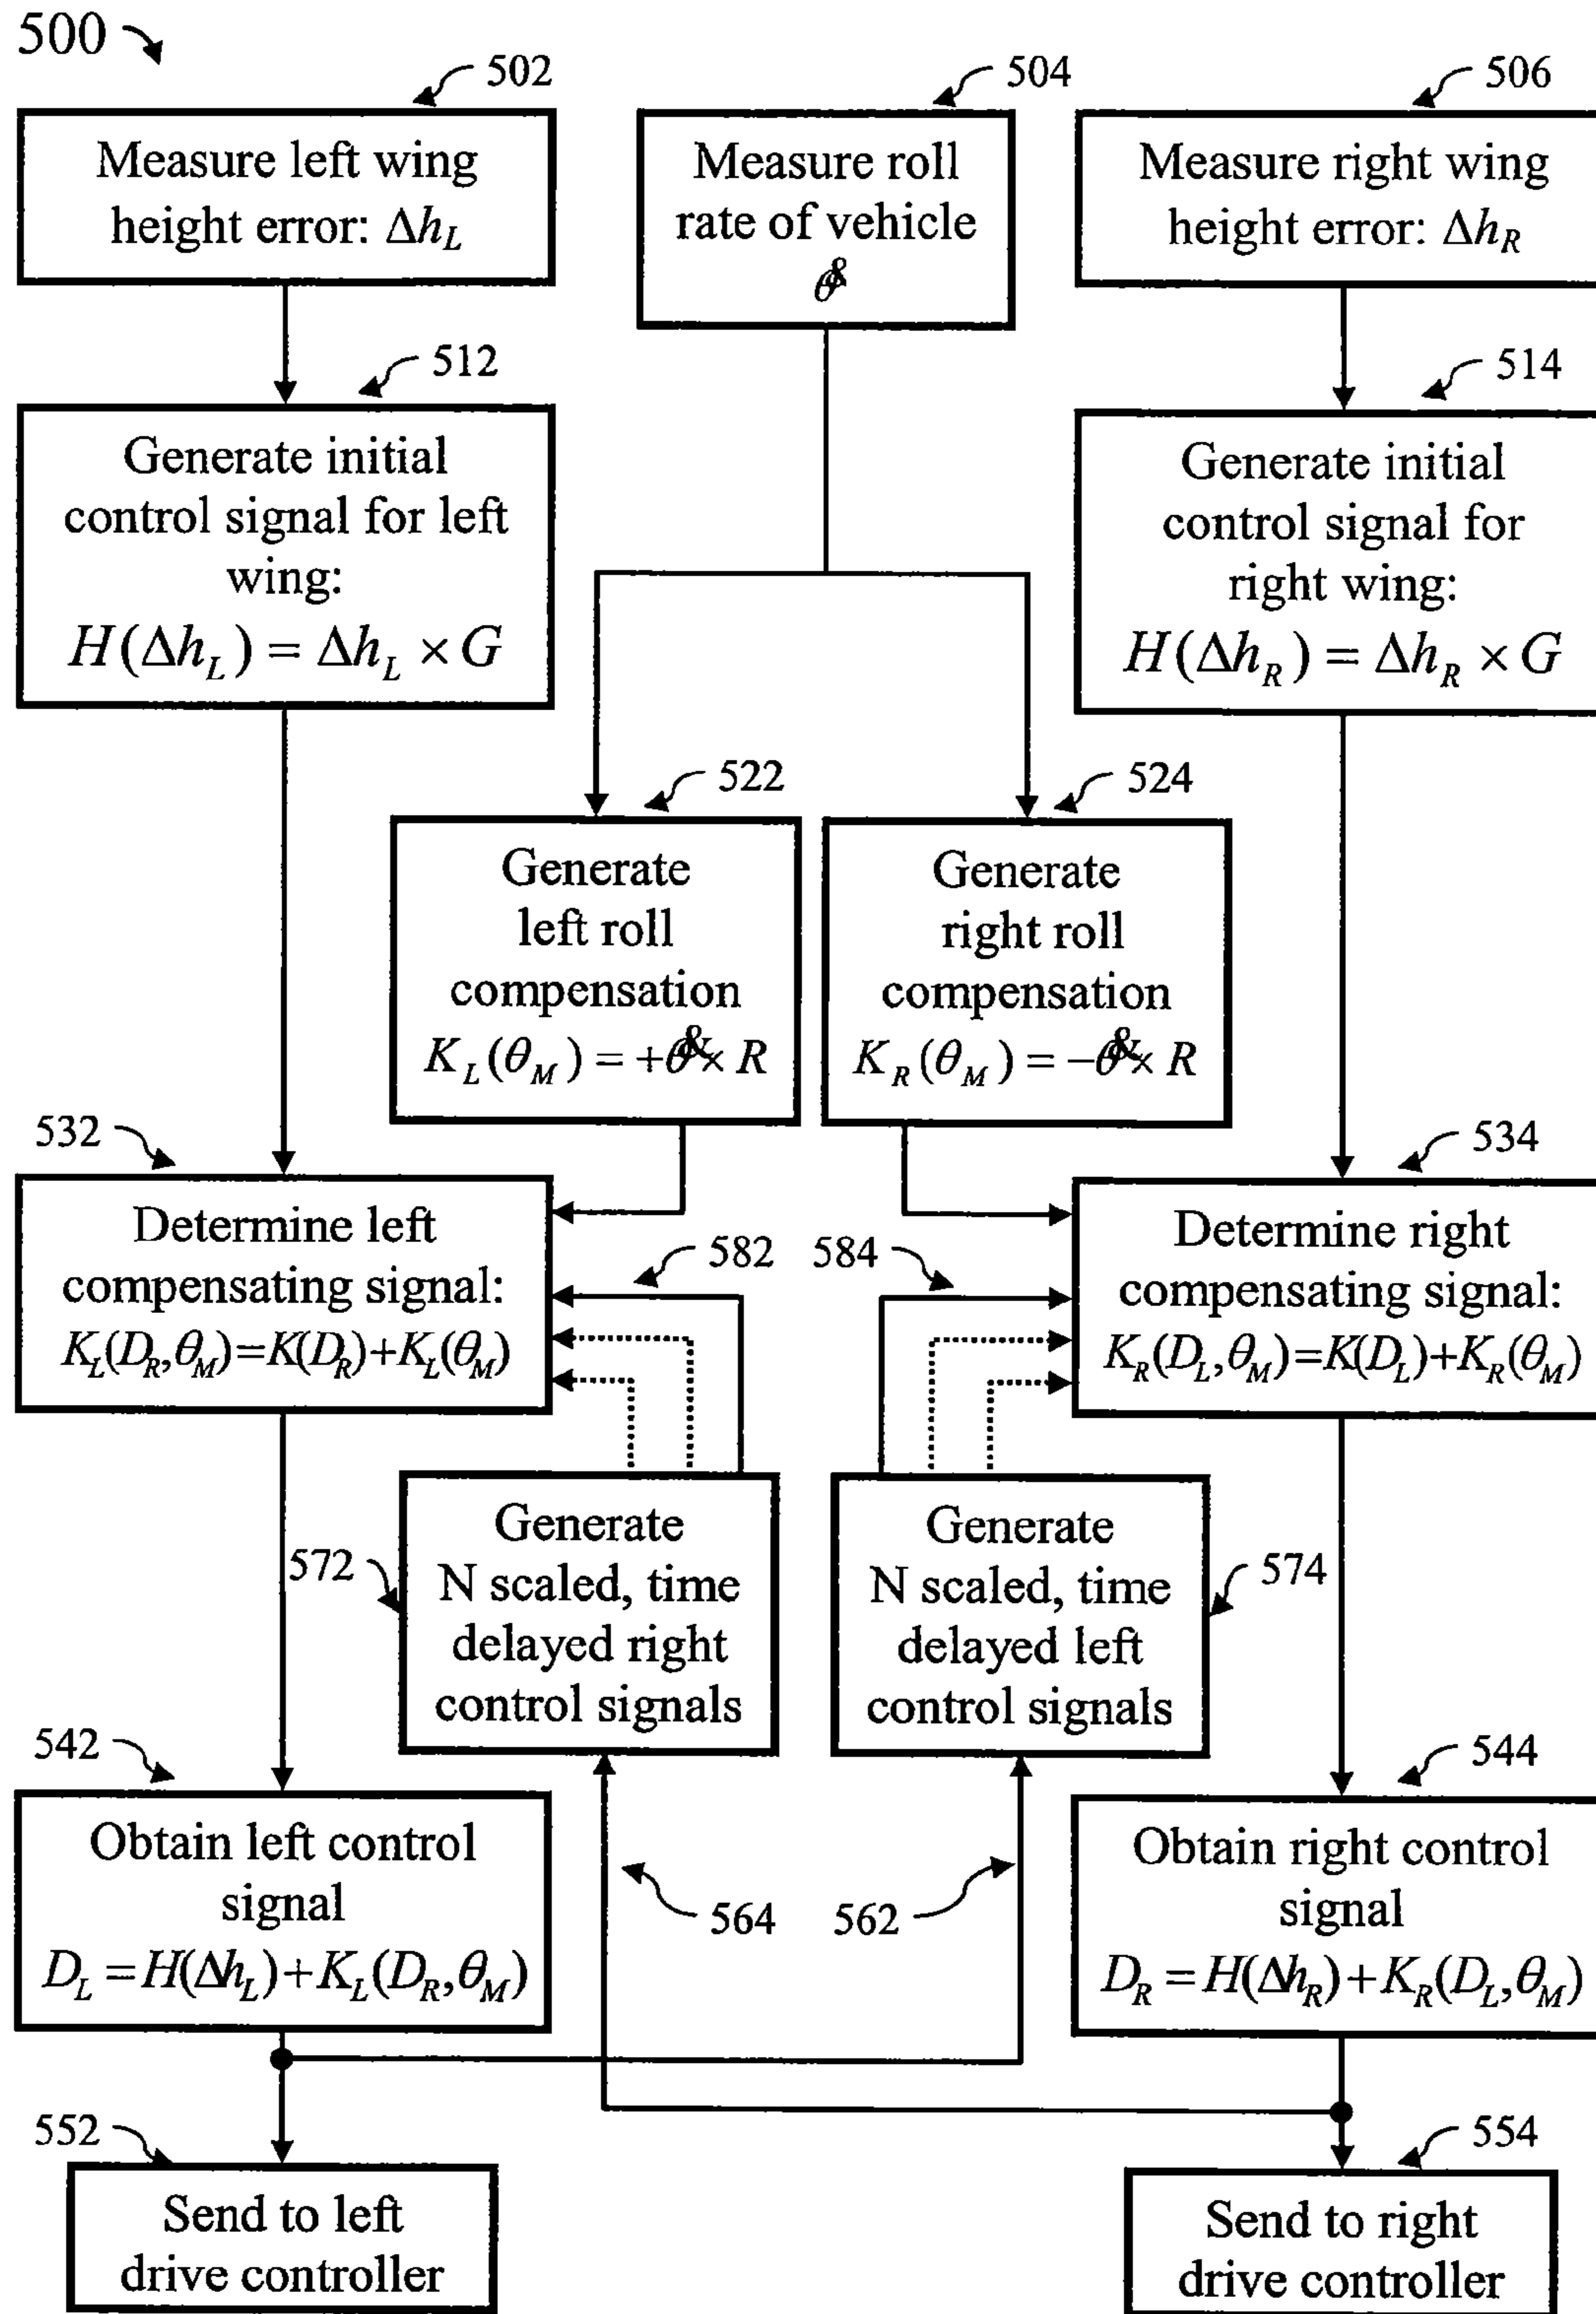 500
502
Measure left wing
height error: Δh_L
504
Measure roll
rate of vehicle
θ&
506
Measure right wing
height error: Δh_R
512
Generate initial
control signal for left
wing:
H(Δh_L) = Δh_L × G
514
Generate initial
control signal for
right wing:
H(Δh_R) = Δh_R × G
522
Generate
left roll
compensation
K_L(θ_M) = +θ&× R
524
Generate
right roll
compensation
K_R(θ_M) = −θ&× R
532
Determine left
compensating signal:
K_L(D_R,θ_M)=K(D_R)+K_L(θ_M)
534
Determine right
compensating signal:
K_R(D_L,θ_M)=K(D_L)+K_R(θ_M)
582
584
572
Generate
N scaled, time
delayed right
control signals
574
Generate
N scaled, time
delayed left
control signals
542
Obtain left control
signal
D_L=H(Δh_L)+K_L(D_R,θ_M)
544
Obtain right control
signal
D_R=H(Δh_R)+K_R(D_L,θ_M)
564
562
552
Send to left
drive controller
554
Send to right
drive controller